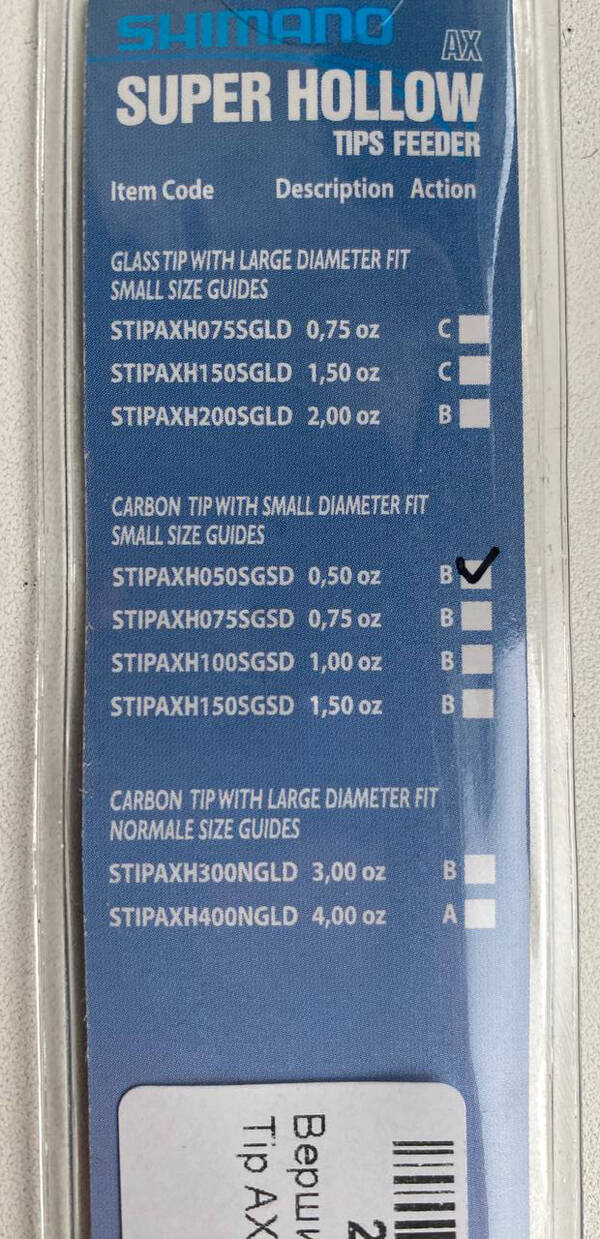 SHIMANO
AX
SUPER HOLLOW
TIPS FEEDER
Item Code Description Action
GLASS TIP WITH LARGE DIAMETER FIT
SMALL SIZE GUIDES
STIPAXH075SGLD 0,75 oz C
STIPAXH150SGLD 1,50 oz C
STIPAXH200SGLD 2,00 oz B
CARBON TIP WITH SMALL DIAMETER FIT
SMALL SIZE GUIDES
STIPAXH050SGSD 0,50 oz B
STIPAXH075SGSD 0,75 oz B
STIPAXH100SGSD 1,00 oz B
STIPAXH150SGSD 1,50 oz B
CARBON TIP WITH LARGE DIAMETER FIT
NORMALE SIZE GUIDES
STIPAXH300NGLD 3,00 oz B
STIPAXH400NGLD 4,00 oz A
2
Tip AX